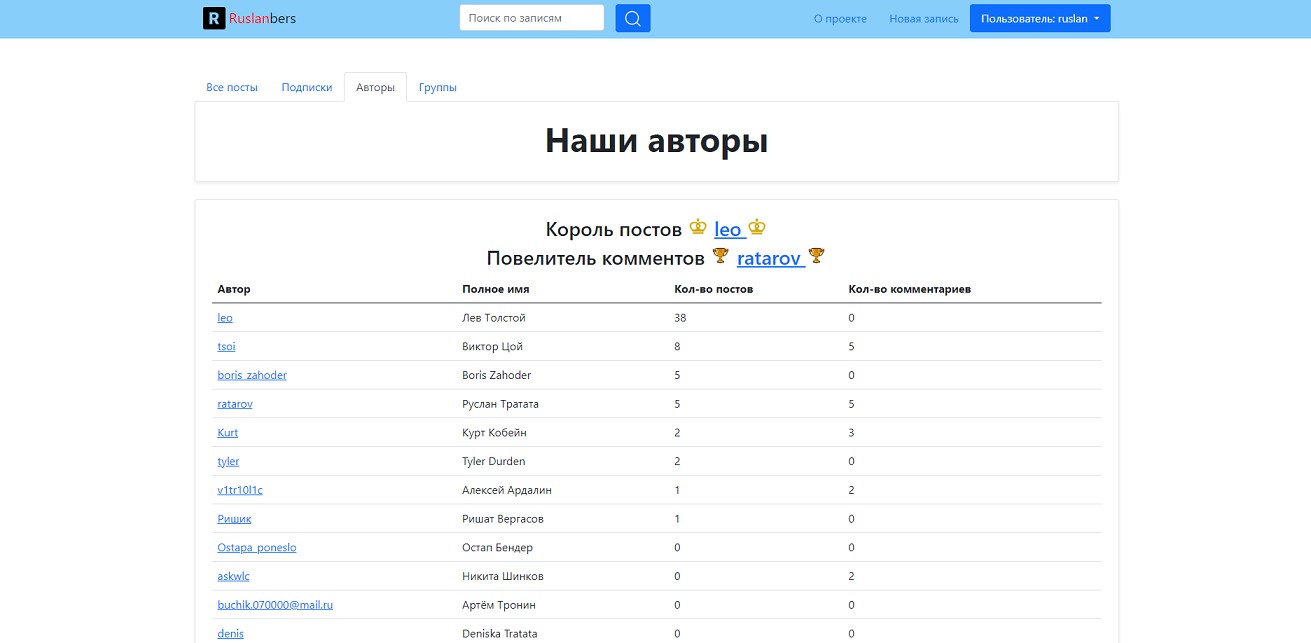 R Ruslanbers Поиск по записям О проекте Новая запись Пользователь: ruslan
Все посты Подписки Авторы Группы
Наши авторы
Король постов leo
Повелитель комментов ratarov
Автор Полное имя Кол-во постов Кол-во комментариев
leo Лев Толстой 38 0
tsoi Виктор Цой 8 5
boris_zahoder Boris Zahoder 5 0
ratarov Руслан Тратата 5 5
Kurt Курт Кобейн 2 3
tyler Tyler Durden 2 0
v1tr10l1c Алексей Ардалин 1 2
Ришик Ришат Вергасов 1 0
Ostapa_poneslo Остап Бендер 0 0
askwlc Никита Шинков 0 2
buchik.070000@mail.ru Артём Тронин 0 0
denis Deniska Tratata 0 0